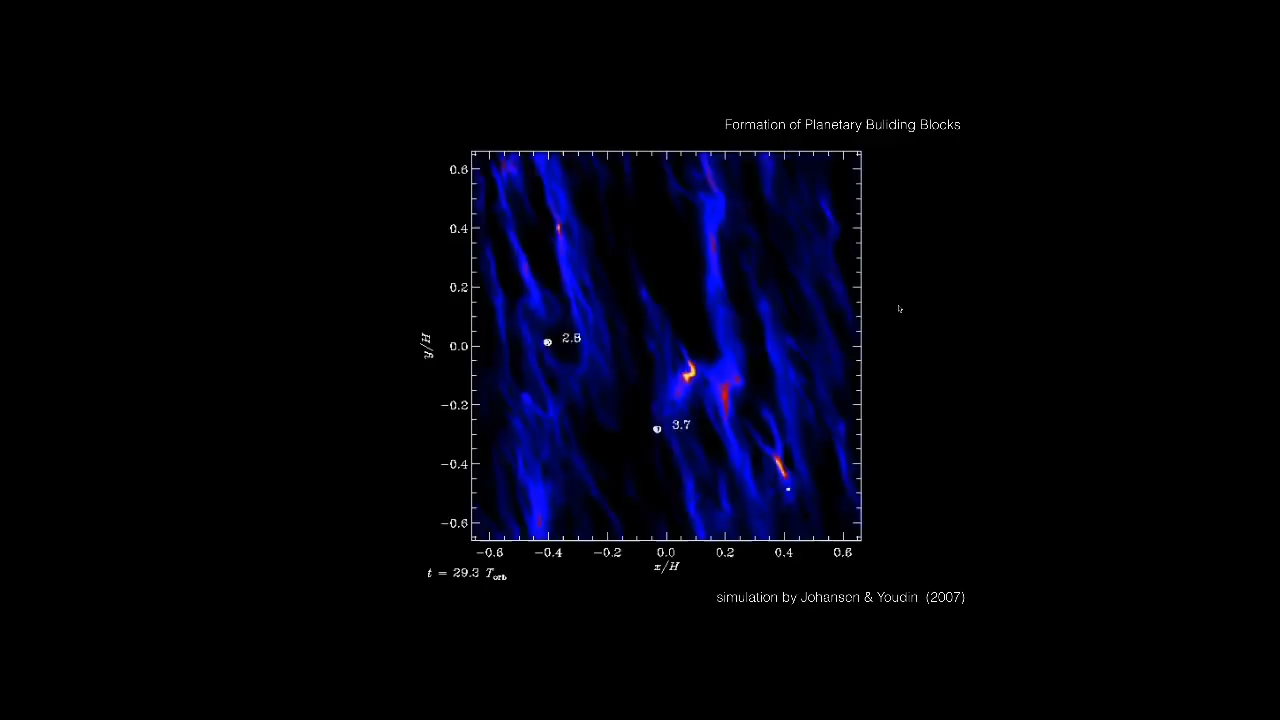 Formation of Planetary Building Blocks
0.6
0.4
0.2
0.0
−0.2
−0.4
−0.6
y/H
2.8
3.7
−0.6 −0.4 −0.2 0.0 0.2 0.4 0.6
x/H
t = 29.3 Torb
simulation by Johansen & Youdin (2007)